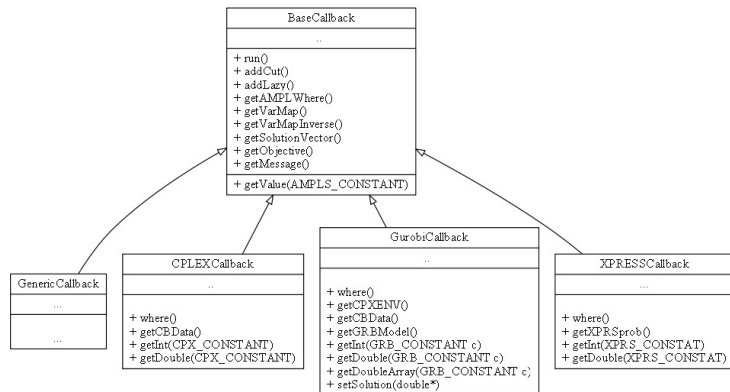 BaseCallback
..
+ run()
+ addCut()
+ addLazy()
+ getAMPLWhere()
+ getVarMap()
+ getVarMapInverse()
+ getSolutionVector()
+ getObjective()
+ getMessage()
+ getValue(AMPLS_CONSTANT)
GenericCallback
...
...
CPLEXCallback
..
+ where()
+ getCBData()
+ getInt(CPX_CONSTANT)
+ getDouble(CPX_CONSTANT)
GurobiCallback
..
+ where()
+ getCPXENV()
+ getCBData()
+ getGRBModel()
+ getInt(GRB_CONSTANT c)
+ getDouble(GRB_CONSTANT c)
+ getDoubleArray(GRB_CONSTANT c)
+ setSolution(double*)
XPRESSCallback
...
+ where()
+ getXPRSprob()
+ getInt(XPRS_CONSTAT)
+ getDouble(XPRS_CONSTAT)